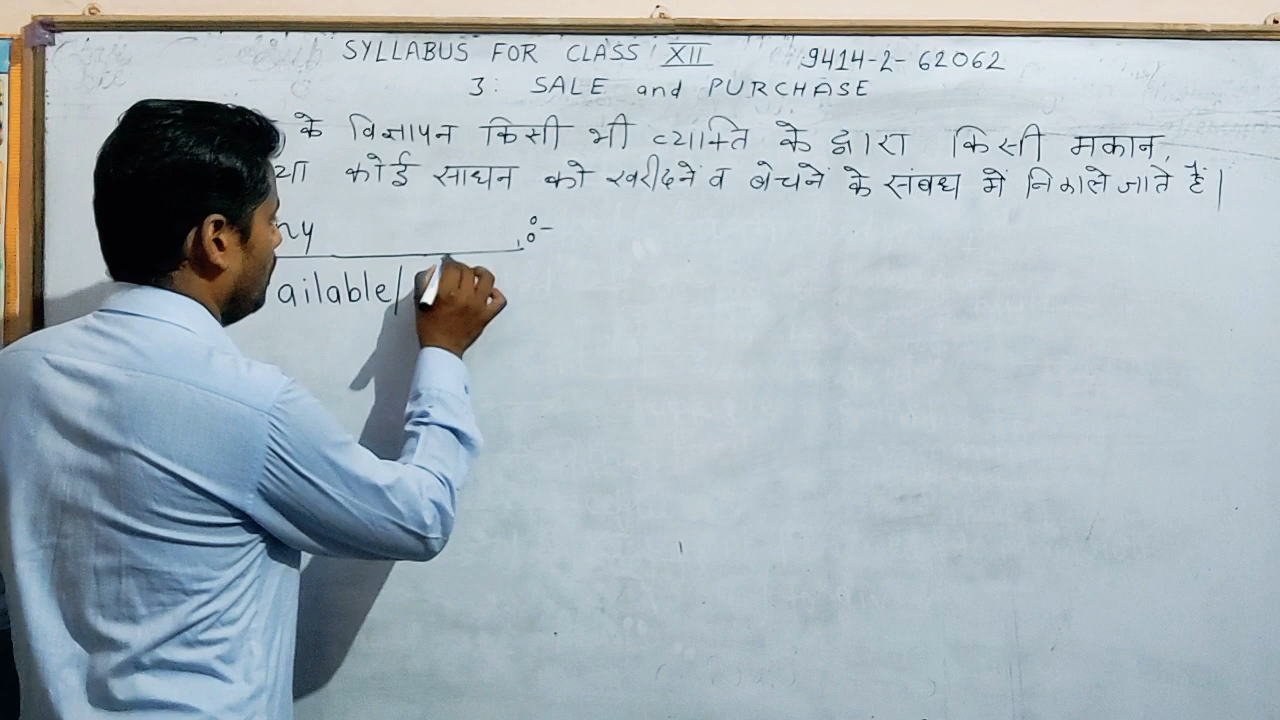 SYLLABUS FOR CLASS XII 9414-2-62062
3: SALE and PURCHASE
के विज्ञापन किसी भी व्यक्ति के द्वारा किसी मकान,
या कोई साधन को खरीदने व बेचने के संबध में निकाले जाते हैं।
ny :-
ailable/